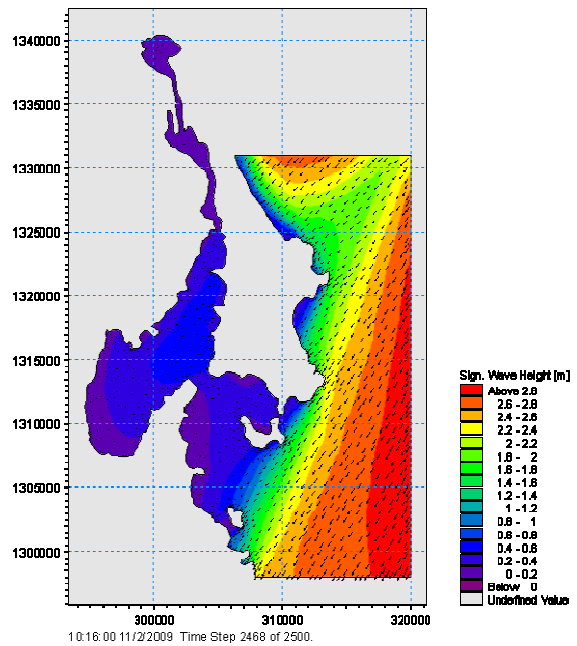 1340000
1335000
1330000
1325000
1320000
1315000
1310000
1305000
1300000
300000 310000 320000
10:16:00 11/2/2009 Time Step 2468 of 2500.
Sign. Wave Height [m]
Above 2.8
2.6 - 2.8
2.4 - 2.6
2.2 - 2.4
2 - 2.2
1.8 - 2
1.6 - 1.8
1.4 - 1.6
1.2 - 1.4
1 - 1.2
0.8 - 1
0.6 - 0.8
0.4 - 0.6
0.2 - 0.4
0 - 0.2
Below 0
Undefined Value